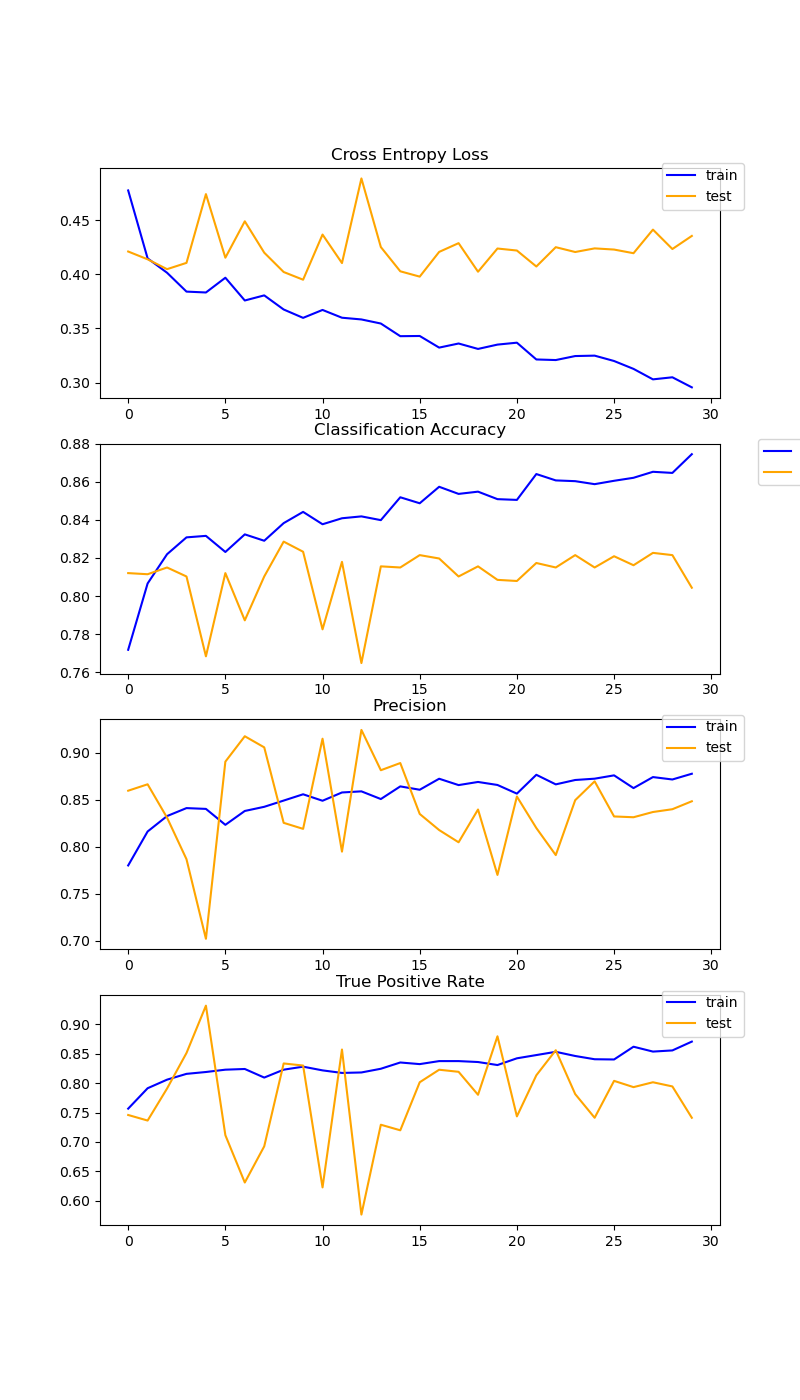 Cross Entropy Loss
train
test
0.45
0.40
0.35
0.30
0 5 10 15 20 25 30
Classification Accuracy
0.88
0.86
0.84
0.82
0.80
0.78
0.76
0 5 10 15 20 25 30
Precision
train
test
0.90
0.85
0.80
0.75
0.70
0 5 10 15 20 25 30
True Positive Rate
train
test
0.90
0.85
0.80
0.75
0.70
0.65
0.60
0 5 10 15 20 25 30